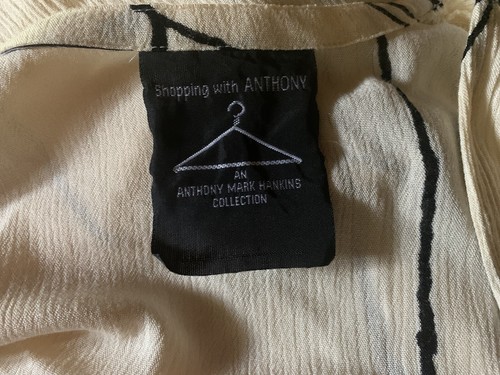 Shopping with ANTHONY
AN
ANTHONY MARK HANKINS
COLLECTION